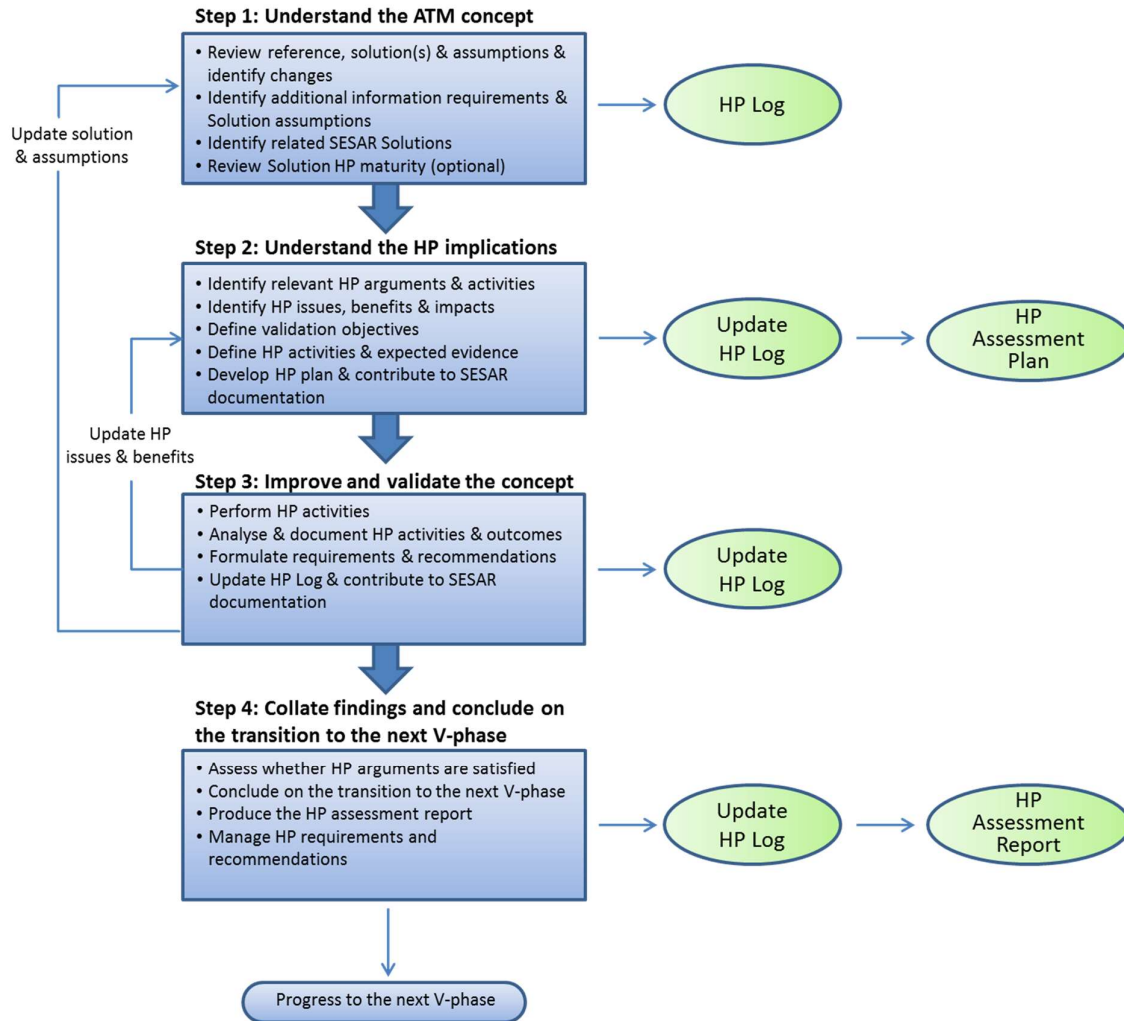 Step 1: Understand the ATM concept
• Review reference, solution(s) & assumptions &
identify changes
• Identify additional information requirements &
Solution assumptions
• Identify related SESAR Solutions
• Review Solution HP maturity (optional)
HP Log
Update solution
& assumptions
Step 2: Understand the HP implications
• Identify relevant HP arguments & activities
• Identify HP issues, benefits & impacts
• Define validation objectives
• Define HP activities & expected evidence
• Develop HP plan & contribute to SESAR
documentation
Update
HP Log
HP
Assessment
Plan
Update HP
issues & benefits
Step 3: Improve and validate the concept
• Perform HP activities
• Analyse & document HP activities & outcomes
• Formulate requirements & recommendations
• Update HP Log & contribute to SESAR
documentation
Update
HP Log
Step 4: Collate findings and conclude on
the transition to the next V-phase
• Assess whether HP arguments are satisfied
• Conclude on the transition to the next V-phase
• Produce the HP assessment report
• Manage HP requirements and
recommendations
Update
HP Log
HP
Assessment
Report
Progress to the next V-phase